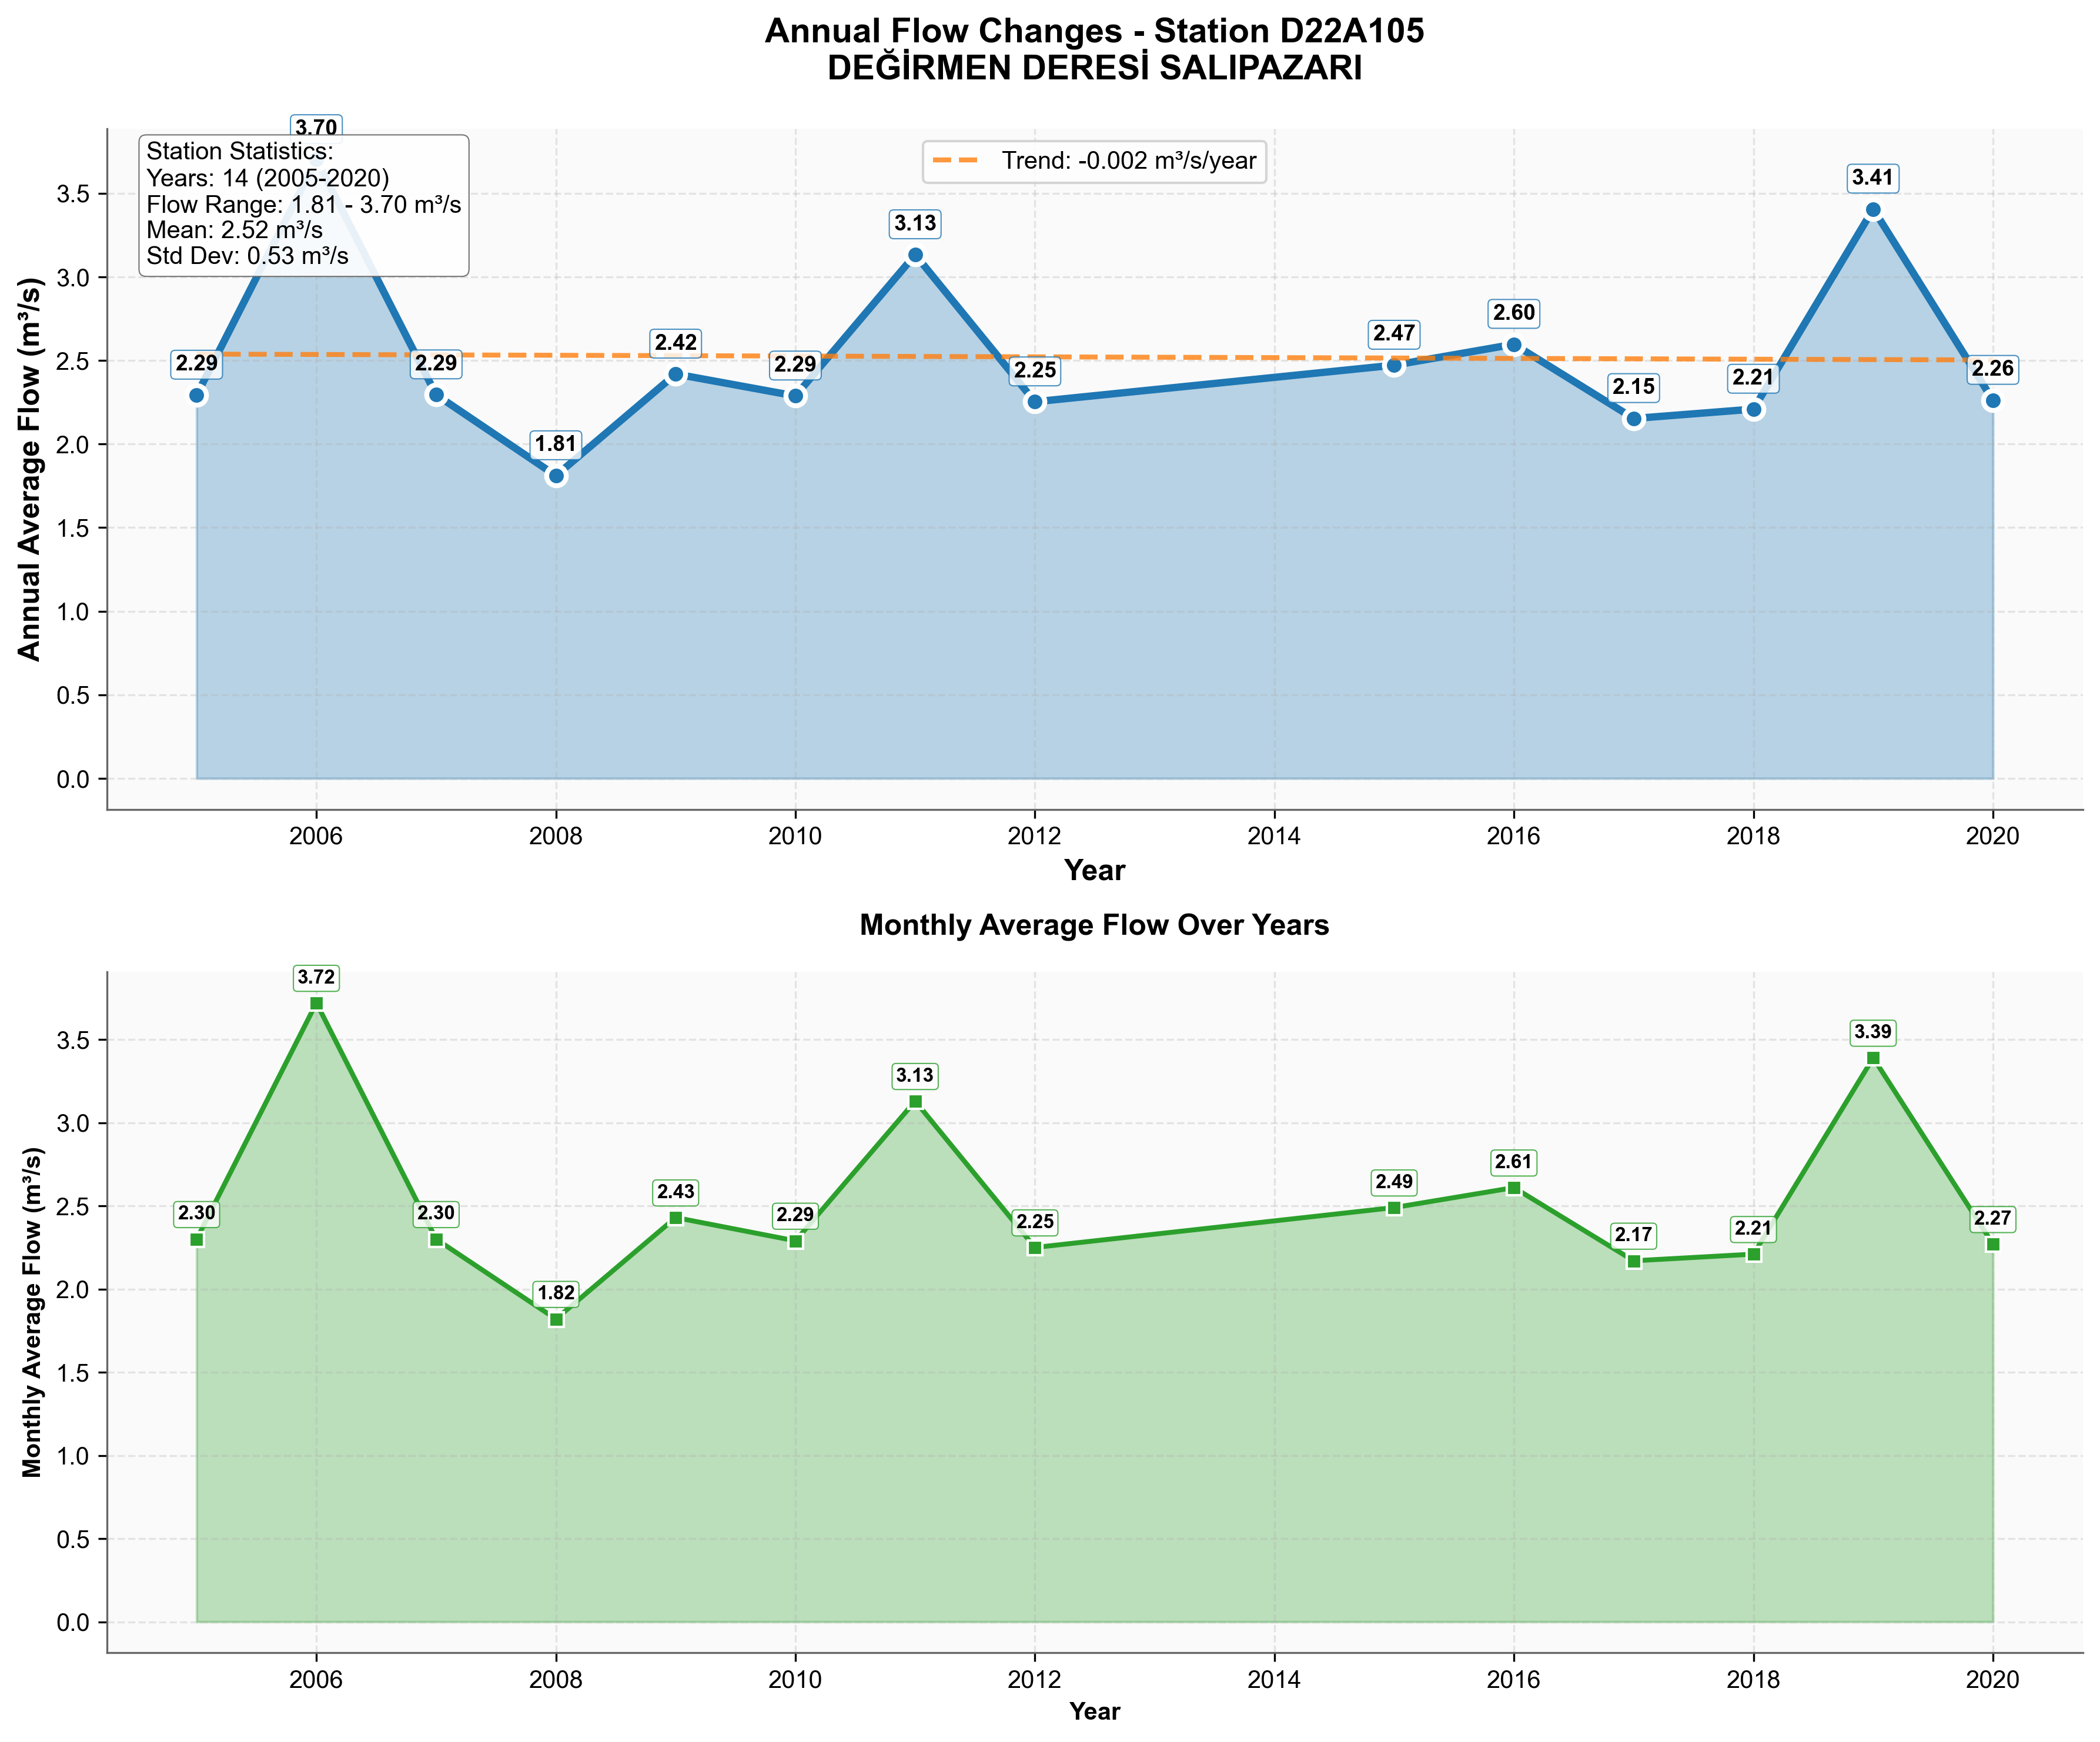 Annual Flow Changes - Station D22A105
DEĞİRMEN DERESİ SALIPAZARI
3.70
Station Statistics:
Years: 14 (2005-2020)
Flow Range: 1.81 - 3.70 m³/s
Mean: 2.52 m³/s
Std Dev: 0.53 m³/s
Trend: -0.002 m³/s/year
2.29
2.29
1.81
2.42
2.29
3.13
2.25
2.47
2.60
2.15
2.21
3.41
2.26
Annual Average Flow (m³/s)
3.5
3.0
2.5
2.0
1.5
1.0
0.5
0.0
2006 2008 2010 2012 2014 2016 2018 2020
Year
Monthly Average Flow Over Years
2.30
3.72
2.30
1.82
2.43
2.29
3.13
2.25
2.49
2.61
2.17
2.21
3.39
2.27
Monthly Average Flow (m³/s)
3.5
3.0
2.5
2.0
1.5
1.0
0.5
0.0
2006 2008 2010 2012 2014 2016 2018 2020
Year